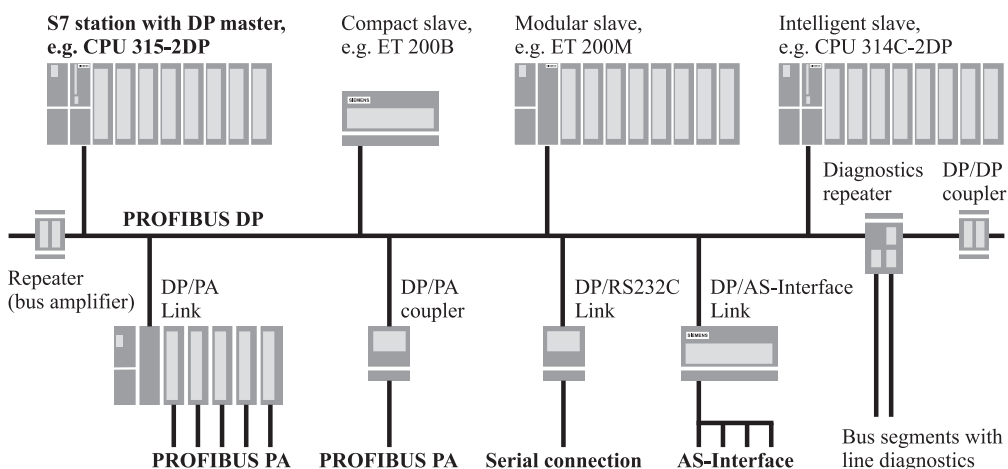 S7 station with DP master,
e.g. CPU 315-2DP
Compact slave,
e.g. ET 200B
Modular slave,
e.g. ET 200M
Intelligent slave,
e.g. CPU 314C-2DP
SIEMENS
Diagnostics
repeater
DP/DP
coupler
PROFIBUS DP
Repeater
(bus amplifier)
DP/PA
Link
DP/PA
coupler
DP/RS232C
Link
DP/AS-Interface
Link
SIEMENS
PROFIBUS PA
PROFIBUS PA
Serial connection
AS-Interface
Bus segments with
line diagnostics